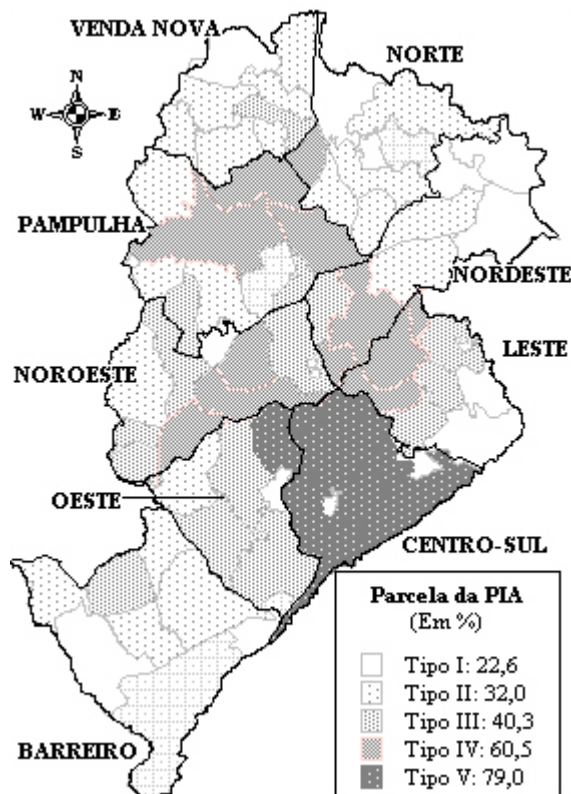 VENDA NOVA
NORTE
N
W E
S
PAMPULHA
NORDESTE
LESTE
NOROESTE
OESTE
CENTRO-SUL
BARREIRO
Parcela da PIA
(Em %)
Tipo I: 22,6
Tipo II: 32,0
Tipo III: 40,3
Tipo IV: 60,5
Tipo V: 79,0